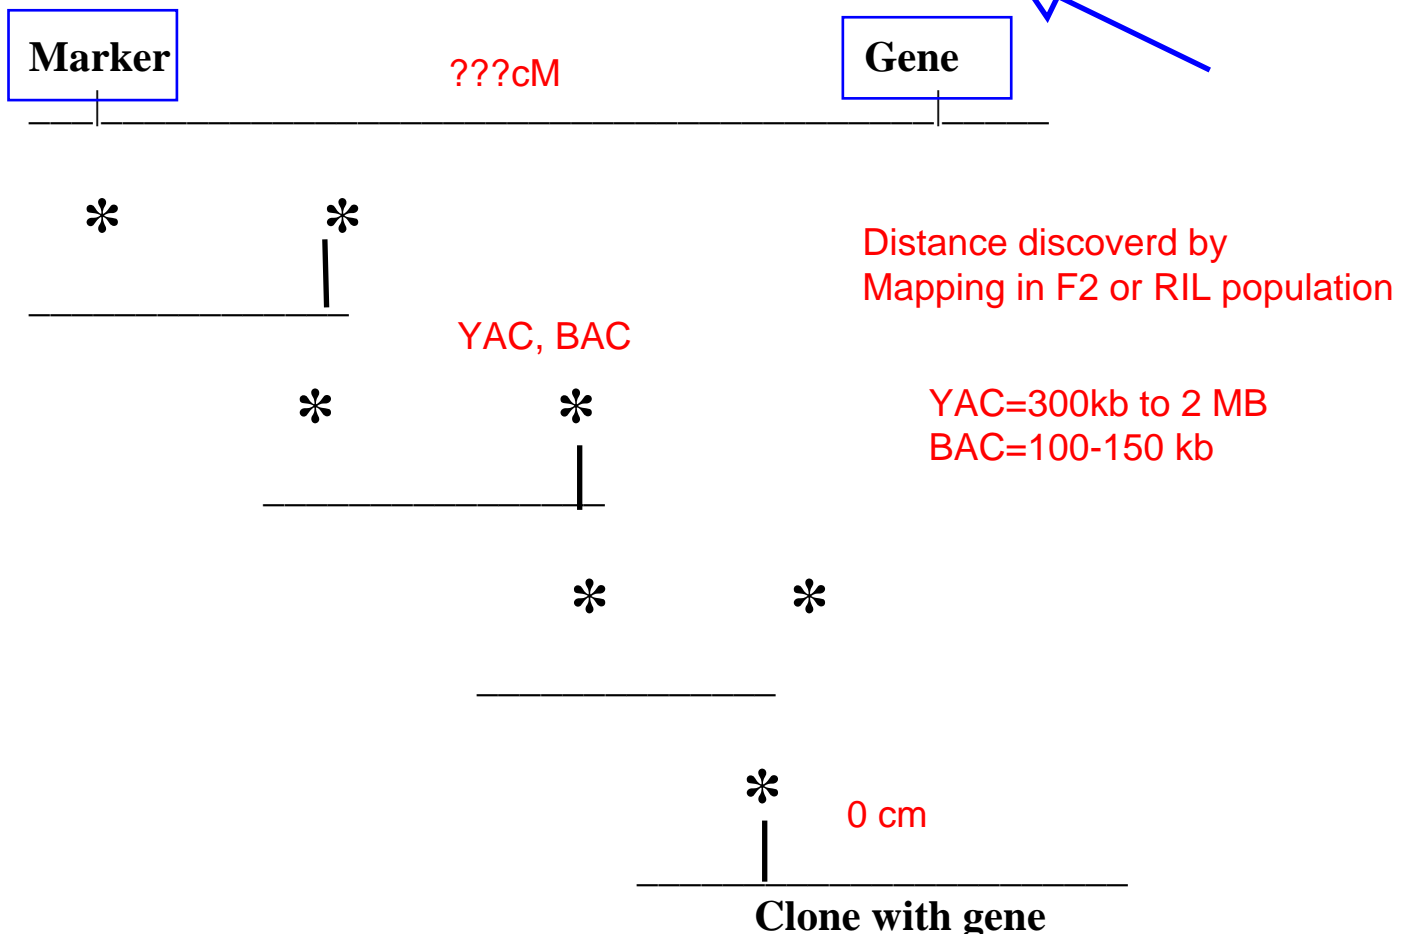 Marker
???cM
Gene
* *
Distance discoverd by
Mapping in F2 or RIL population
YAC, BAC
* *
YAC=300kb to 2 MB
BAC=100-150 kb
* *
*
0 cm
Clone with gene